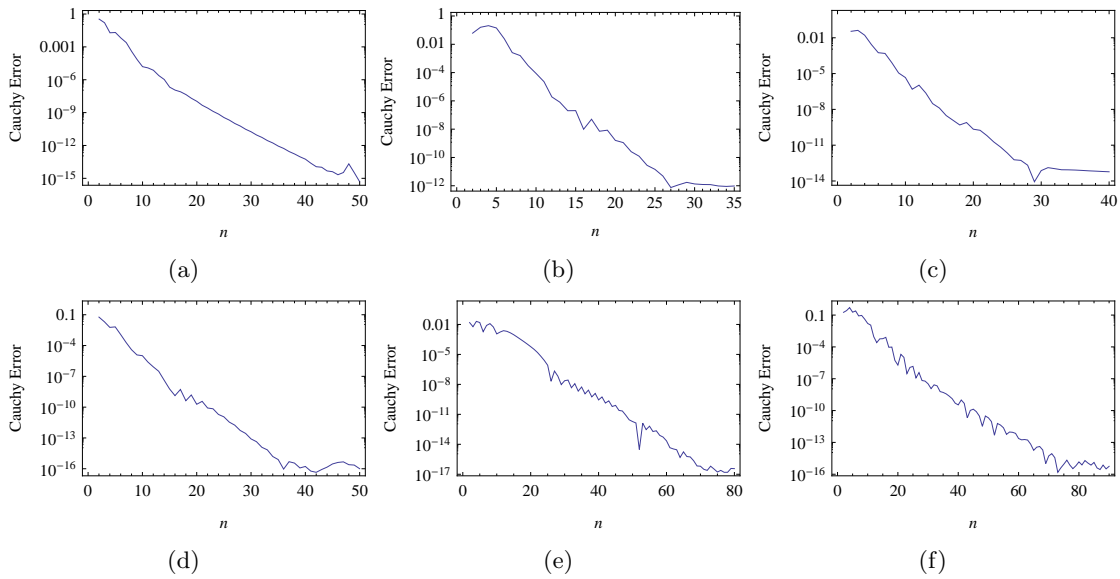 1
0.001
10⁻⁶
10⁻⁹
10⁻¹²
10⁻¹⁵
Cauchy Error
0 10 20 30 40 50
n
(a)
1
0.01
10⁻⁴
10⁻⁶
10⁻⁸
10⁻¹⁰
10⁻¹²
Cauchy Error
0 5 10 15 20 25 30 35
n
(b)
0.01
10⁻⁵
10⁻⁸
10⁻¹¹
10⁻¹⁴
Cauchy Error
0 10 20 30 40
n
(c)
0.1
10⁻⁴
10⁻⁷
10⁻¹⁰
10⁻¹³
10⁻¹⁶
Cauchy Error
0 10 20 30 40 50
n
(d)
0.01
10⁻⁵
10⁻⁸
10⁻¹¹
10⁻¹⁴
10⁻¹⁷
Cauchy Error
0 20 40 60 80
n
(e)
0.1
10⁻⁴
10⁻⁷
10⁻¹⁰
10⁻¹³
10⁻¹⁶
Cauchy Error
0 20 40 60 80
n
(f)